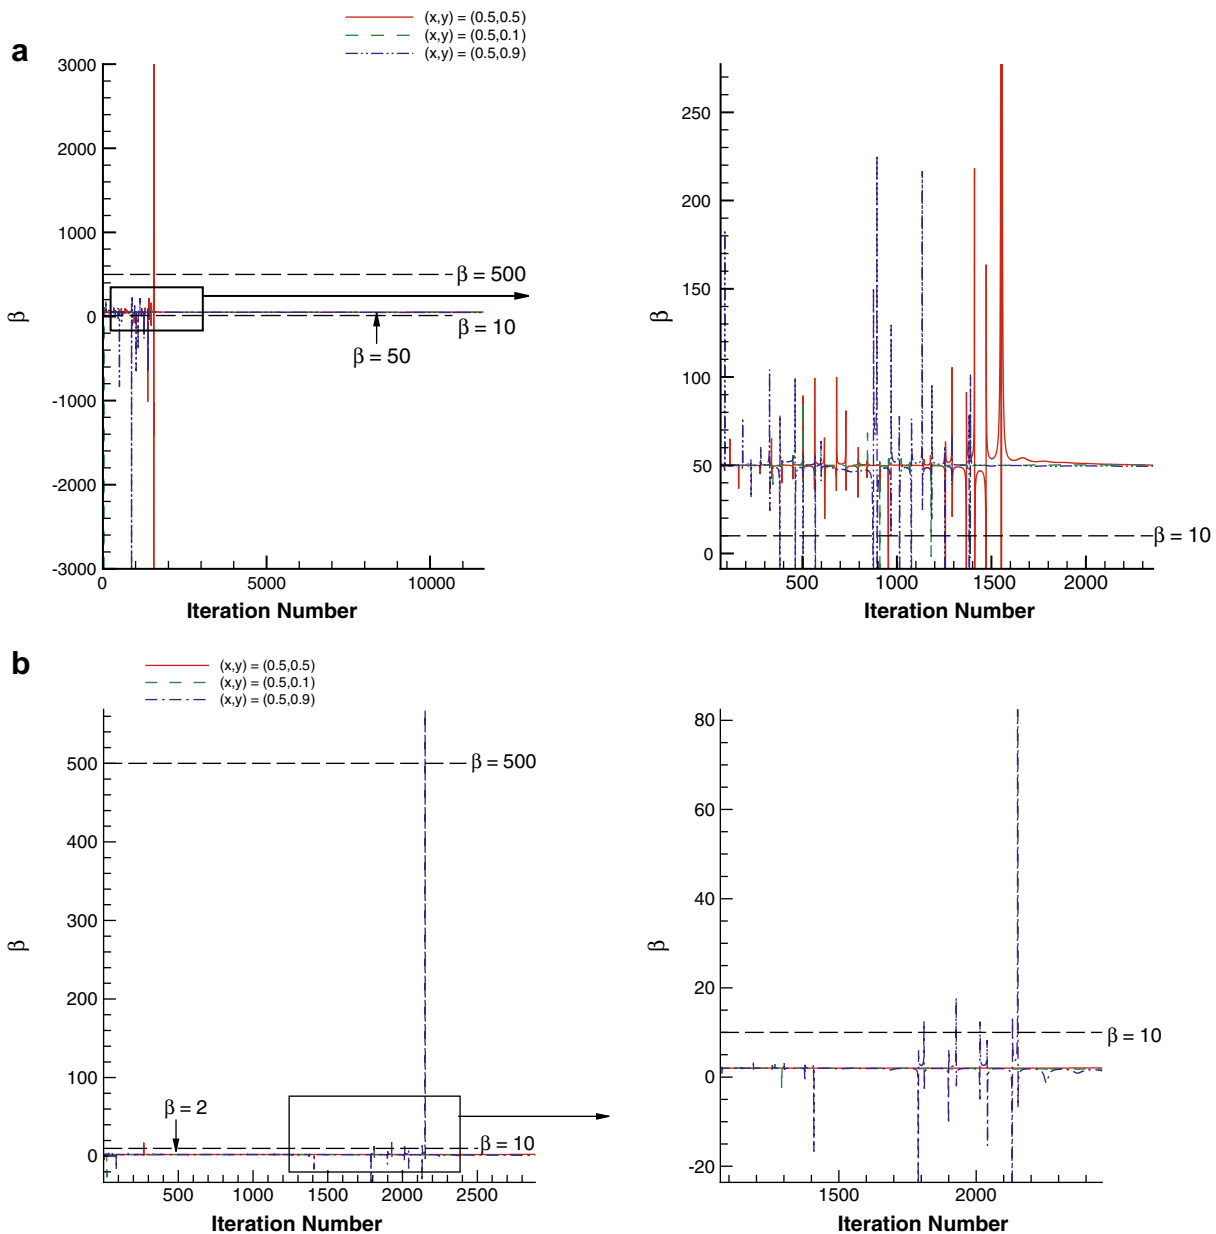 a
(x,y) = (0.5,0.5)
(x,y) = (0.5,0.1)
(x,y) = (0.5,0.9)
3000
2000
1000
0
-1000
-2000
-3000
β
β = 500
β = 10
β = 50
0
5000
10000
Iteration Number
250
200
150
100
50
0
β
β = 10
500
1000
1500
2000
Iteration Number
b
(x,y) = (0.5,0.5)
(x,y) = (0.5,0.1)
(x,y) = (0.5,0.9)
500
400
300
200
100
0
β
β = 500
β = 2
β = 10
500
1000
1500
2000
2500
Iteration Number
80
60
40
20
0
-20
β
β = 10
1500
2000
Iteration Number